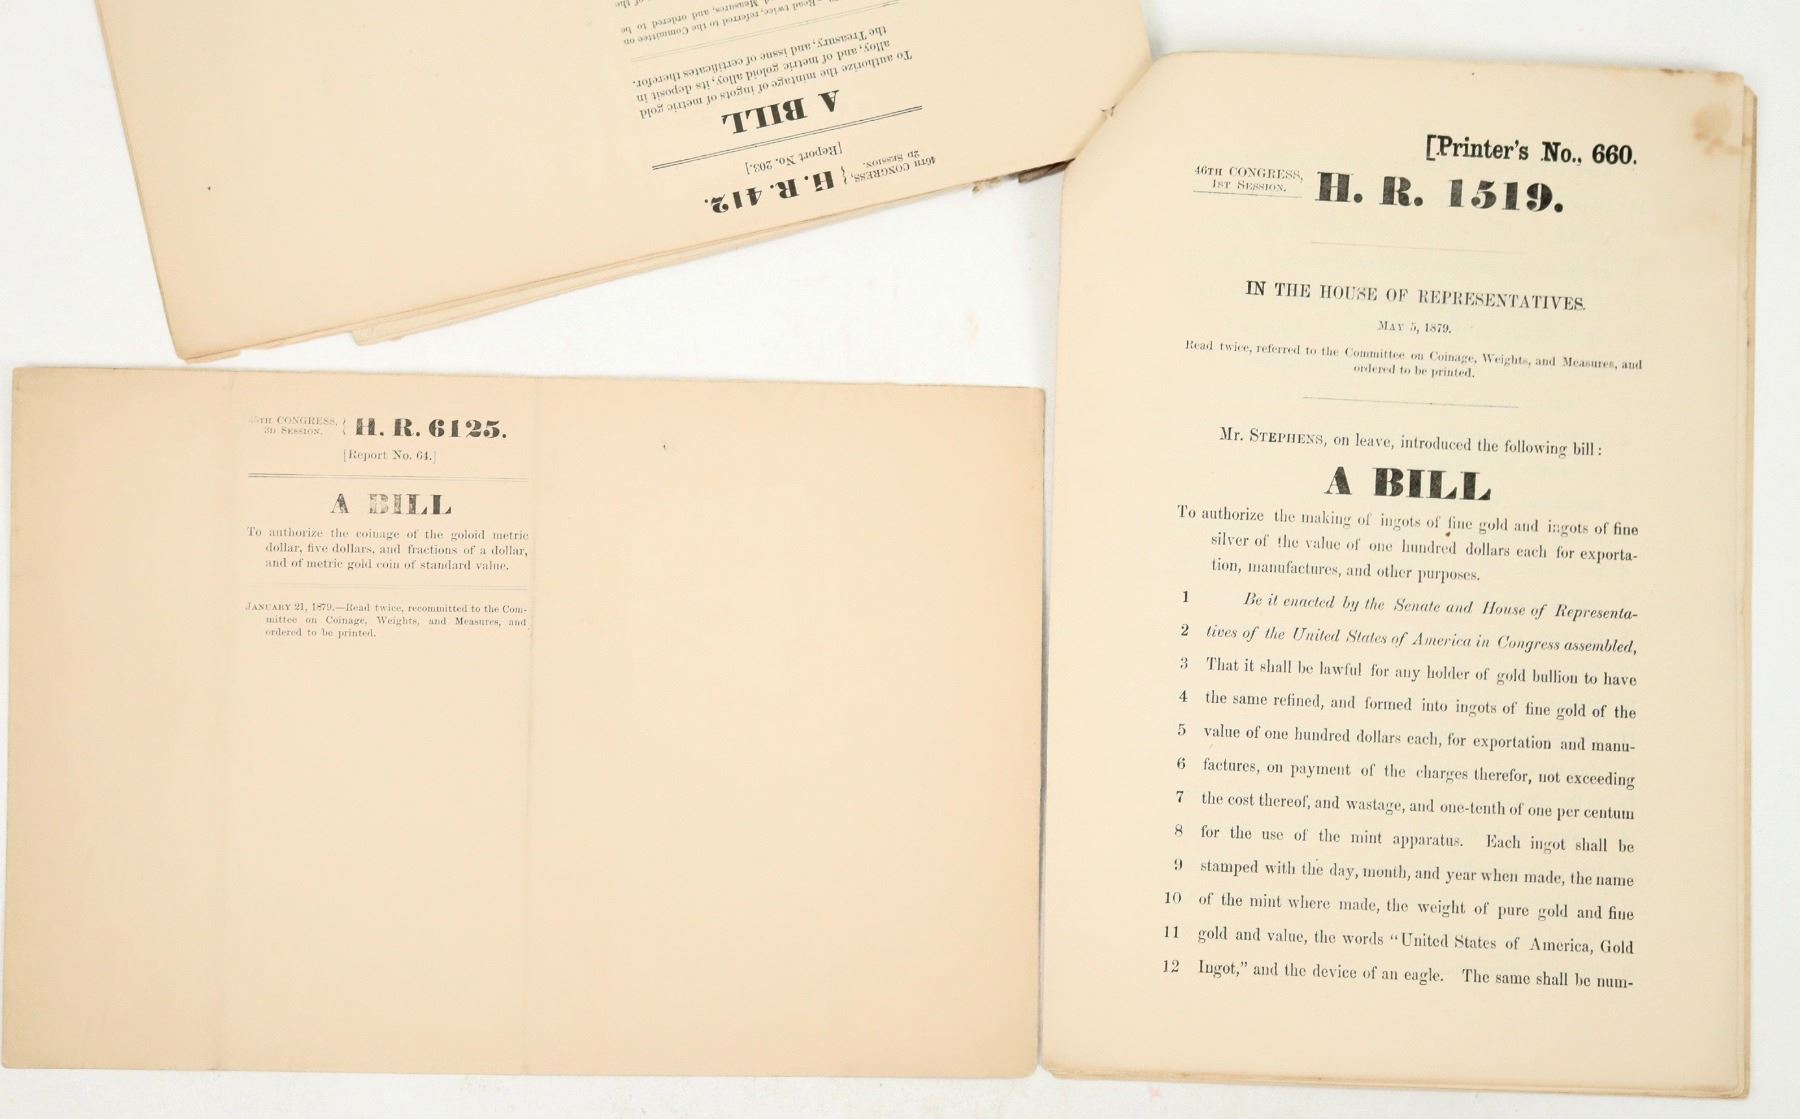 46TH CONGRESS,
2D SESSION.
H. R. 412.
[Report No. 203.]
A BILL
To authorize the mintage of ingots of metric gold
alloy, and of metric goloid alloy, its deposit in
the Treasury, and issue of certificates therefor.
Read twice, referred to the Committee on
Measures, and ordered to be
CONGRESS,
3D SESSION.
H. R. 6125.
[Report No. 64.]
A BILL
To authorize the coinage of the goloid metric
dollar, five dollars, and fractions of a dollar,
and of metric gold coin of standard value.
JANUARY 21, 1879.—Read twice, recommitted to the Com-
mittee on Coinage, Weights, and Measures, and
ordered to be printed.
[Printer's No., 660.
46TH CONGRESS,
1ST SESSION.
H. R. 1519.
IN THE HOUSE OF REPRESENTATIVES.
MAY 5, 1879.
Read twice, referred to the Committee on Coinage, Weights, and Measures, and
ordered to be printed.
Mr. STEPHENS, on leave, introduced the following bill:
A BILL
To authorize the making of ingots of fine gold and ingots of fine
silver of the value of one hundred dollars each for exporta-
tion, manufactures, and other purposes.
1 Be it enacted by the Senate and House of Representa-
2 tives of the United States of America in Congress assembled,
3 That it shall be lawful for any holder of gold bullion to have
4 the same refined, and formed into ingots of fine gold of the
5 value of one hundred dollars each, for exportation and manu-
6 factures, on payment of the charges therefor, not exceeding
7 the cost thereof, and wastage, and one-tenth of one per centum
8 for the use of the mint apparatus. Each ingot shall be
9 stamped with the day, month, and year when made, the name
10 of the mint where made, the weight of pure gold and fine
11 gold and value, the words "United States of America, Gold
12 Ingot," and the device of an eagle. The same shall be num-